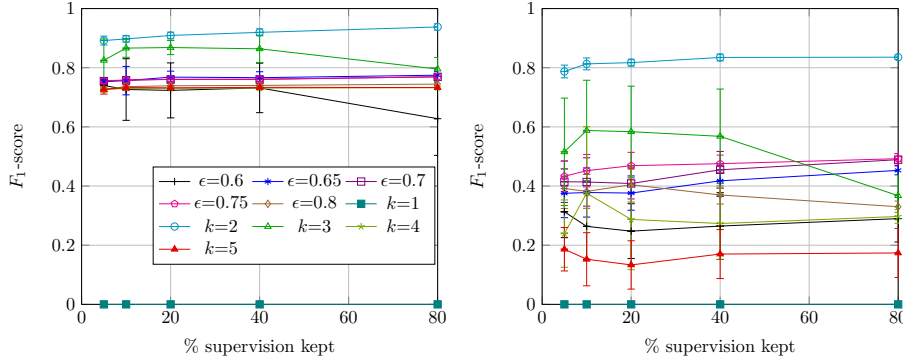 1
0.8
0.6
0.4
0.2
0
0 20 40 60 80
F₁-score
% supervision kept
ϵ=0.6 ϵ=0.65 ϵ=0.7
ϵ=0.75 ϵ=0.8 k=1
k=2 k=3 k=4
k=5
1
0.8
0.6
0.4
0.2
0
0 20 40 60 80
F₁-score
% supervision kept